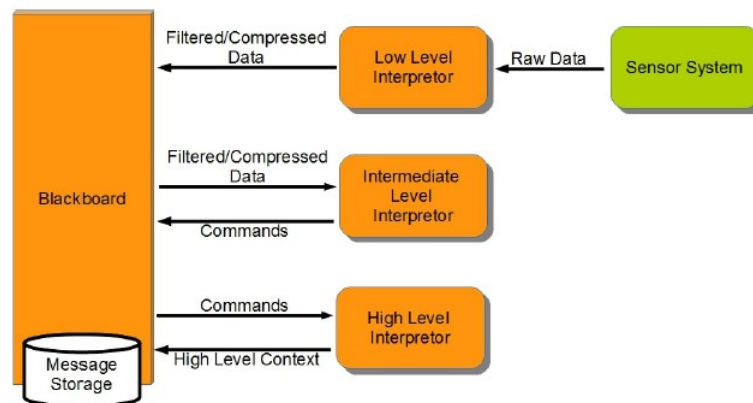 Filtered/Compressed
Data
Low Level
Interpretor
Raw Data
Sensor System
Blackboard
Filtered/Compressed
Data
Intermediate
Level
Interpretor
Commands
Commands
High Level
Interpretor
High Level Context
Message
Storage